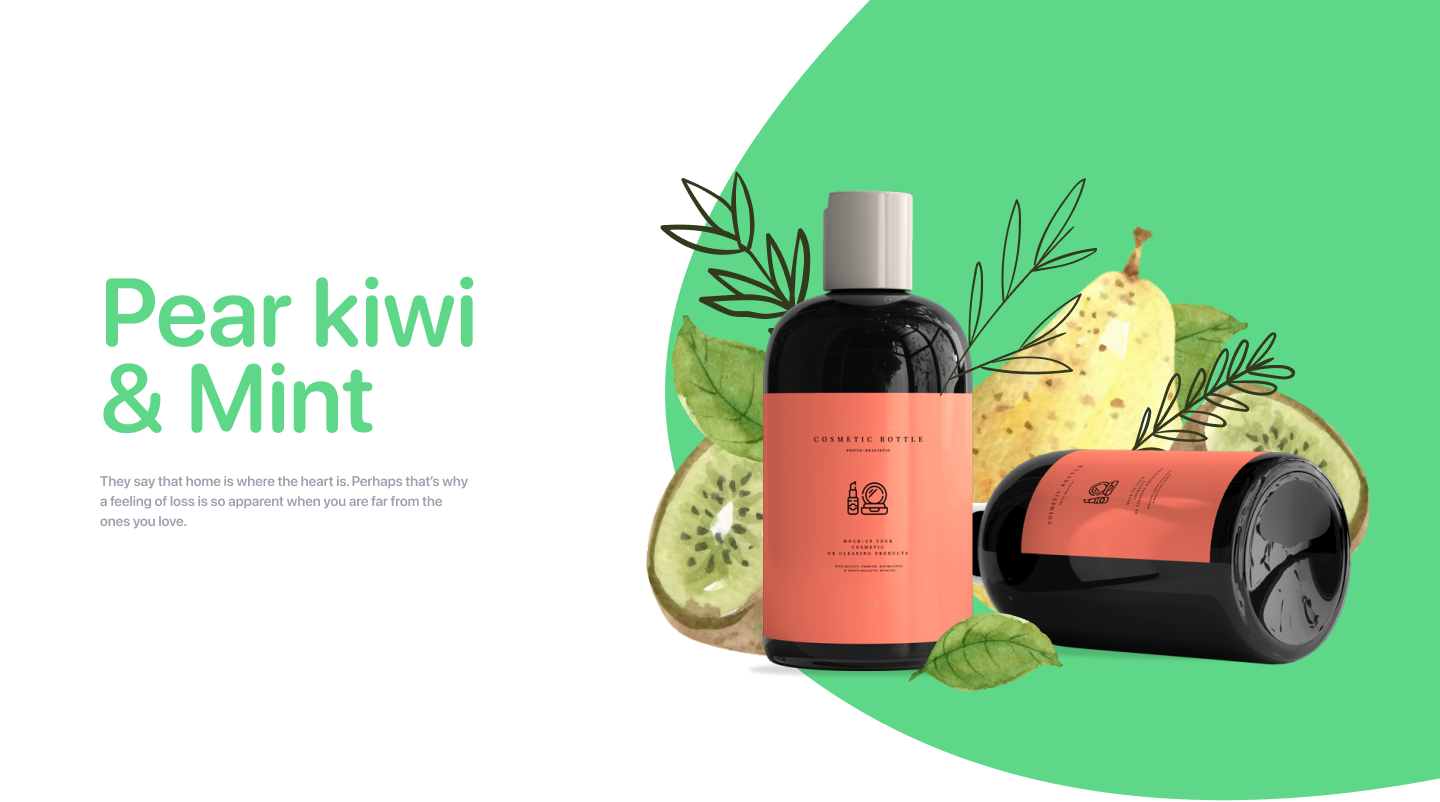 Pear kiwi
& Mint
They say that home is where the heart is. Perhaps that's why
a feeling of loss is so apparent when you are far from the
ones you love.
COSMETIC BOTTLE
PHOTO-REALISTIC
MOCK-UP YOUR
COSMETIC
OR CLEANING PRODUCTS
COSMETIC BOTTLE